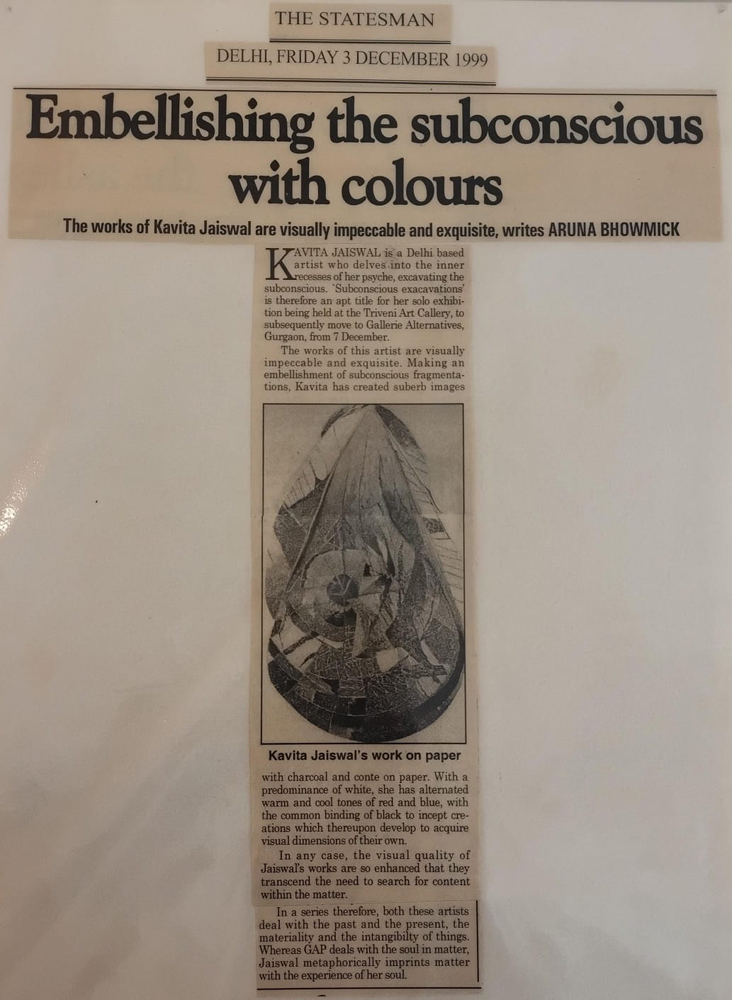 THE STATESMAN
DELHI, FRIDAY 3 DECEMBER 1999
Embellishing the subconscious
with colours
The works of Kavita Jaiswal are visually impeccable and exquisite, writes ARUNA BHOWMICK
KAVITA JAISWAL is a Delhi based
artist who delves into the inner
recesses of her psyche, excavating the
subconscious. 'Subconscious exacavations'
is therefore an apt title for her solo exhibi-
tion being held at the Triveni Art Callery, to
subsequently move to Gallerie Alternatives,
Gurgaon, from 7 December.
The works of this artist are visually
impeccable and exquisite. Making an
embellishment of subconscious fragmenta-
tions, Kavita has created suberb images
Kavita Jaiswal's work on paper
with charcoal and conte on paper. With a
predominance of white, she has alternated
warm and cool tones of red and blue, with
the common binding of black to incept cre-
ations which thereupon develop to acquire
visual dimensions of their own.
In any case, the visual quality of
Jaiswal's works are so enhanced that they
transcend the need to search for content
within the matter.
In a series therefore, both these artists
deal with the past and the present, the
materiality and the intangibilty of things.
Whereas GAP deals with the soul in matter,
Jaiswal metaphorically imprints matter
with the experience of her soul.